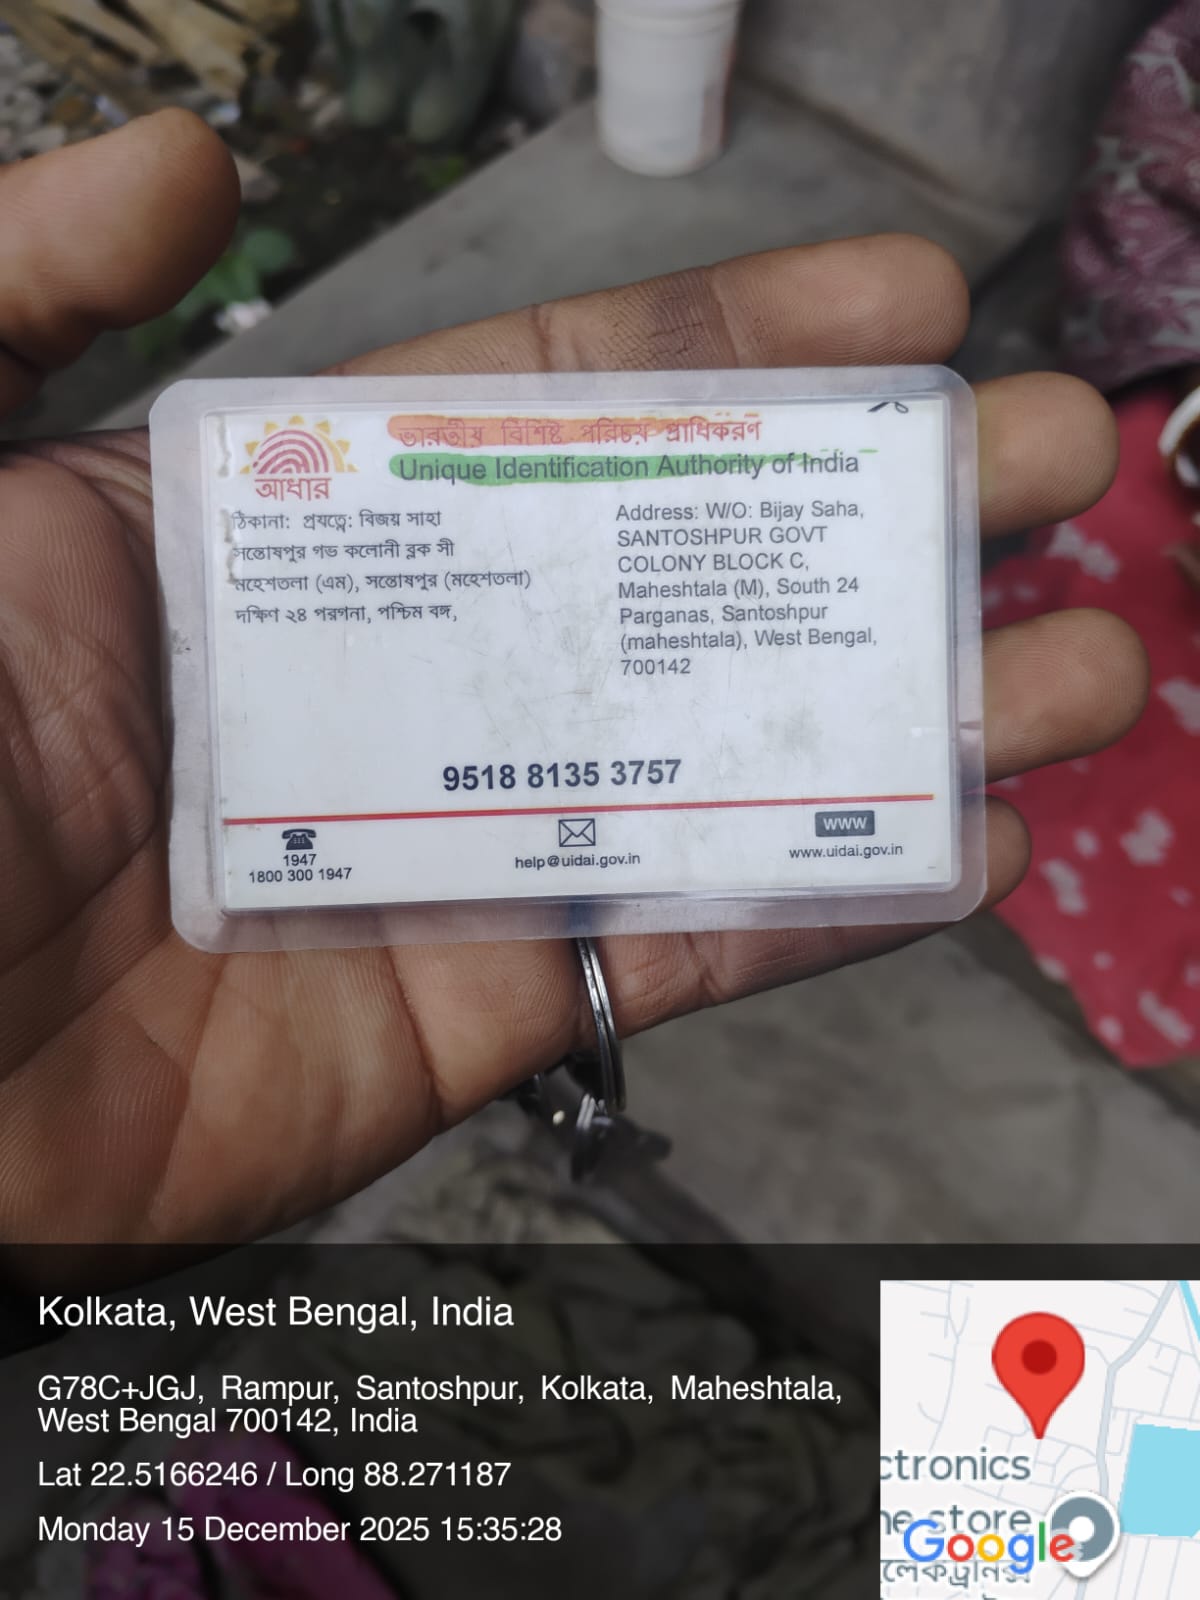 ভারতীয় বিশিষ্ট পরিচয় প্রাধিকরণ
Unique Identification Authority of India
আধার
ঠিকানা: প্রযত্নে: বিজয় সাহা
সন্তোষপুর গভ কলোনী ব্লক সী
মহেশতলা (এম), সন্তোষপুর (মহেশতলা)
দক্ষিণ ২৪ পরগনা, পশ্চিম বঙ্গ,
Address: W/O: Bijay Saha,
SANTOSHPUR GOVT
COLONY BLOCK C,
Maheshtala (M), South 24
Parganas, Santoshpur
(maheshtala), West Bengal,
700142
9518 8135 3757
1947
1800 300 1947
help@uidai.gov.in
www
www.uidai.gov.in
Kolkata, West Bengal, India
G78C+JGJ, Rampur, Santoshpur, Kolkata, Maheshtala,
West Bengal 700142, India
Lat 22.5166246 / Long 88.271187
Monday 15 December 2025 15:35:28
ctronics
ne store
Google